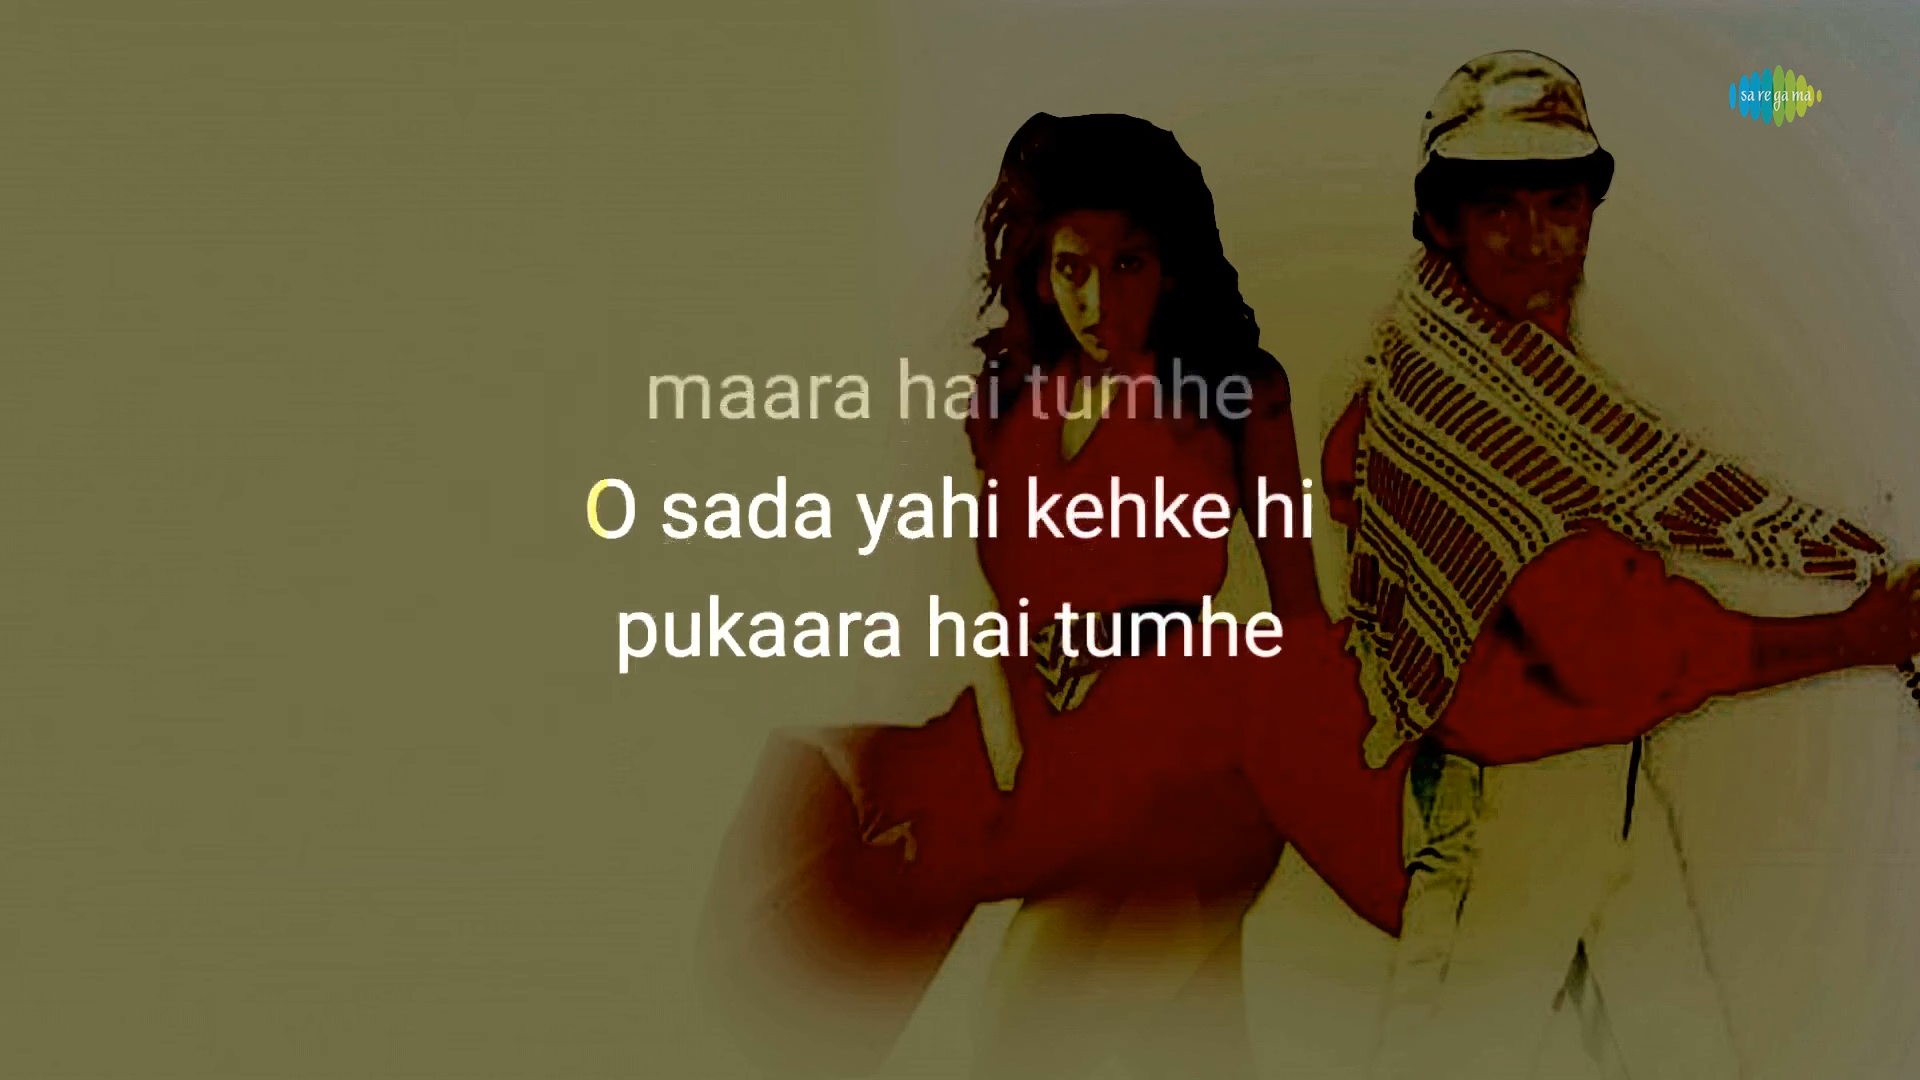 sa re ga ma
maara hai tumhe
O sada yahi kehke hi
pukaara hai tumhe